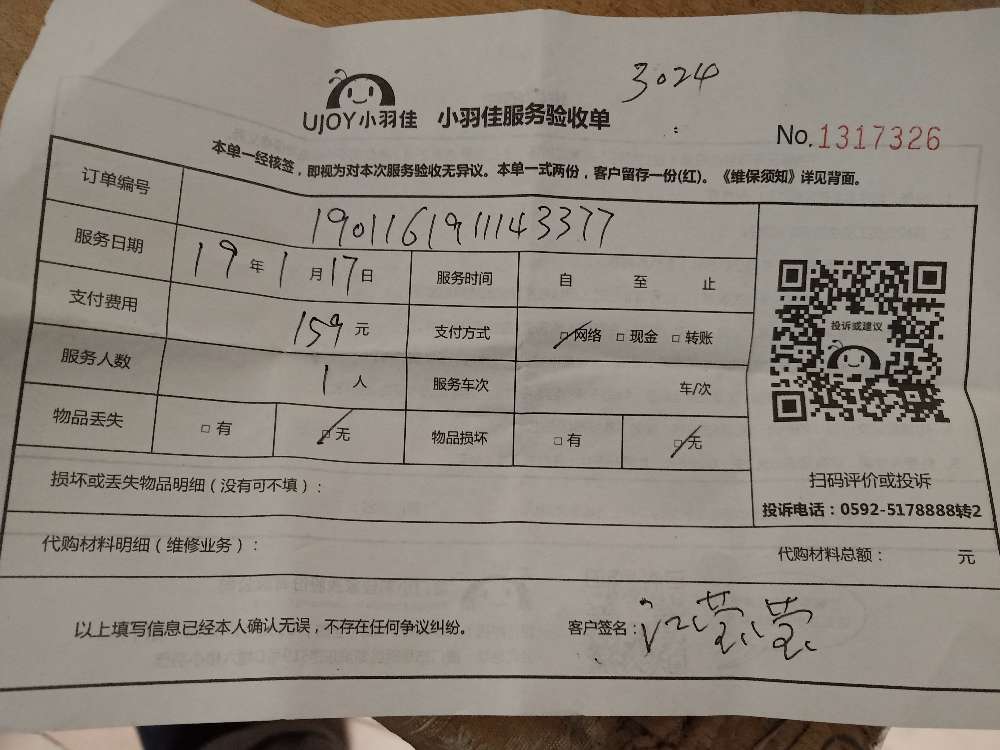 3024
UJOY小羽佳 小羽佳服务验收单
No.1317326
本单一经核签，即视为对本次服务验收无异议。本单一式两份，客户留存一份(红)。《维保须知》详见背面。
订单编号 1901161911143377
服务日期 19年1月17日 服务时间 自 至 止
支付费用 159元 支付方式 □网络 □现金 □转账
服务人数 1人 服务车次 车/次
物品丢失 □有 □无 物品损坏 □有 □无
投诉或建议
扫码评价或投诉
投诉电话：0592-5178888转2
损坏或丢失物品明细（没有可不填）：
代购材料明细（维修业务）： 代购材料总额： 元
以上填写信息已经本人确认无误，不存在任何争议纠纷。 客户签名：